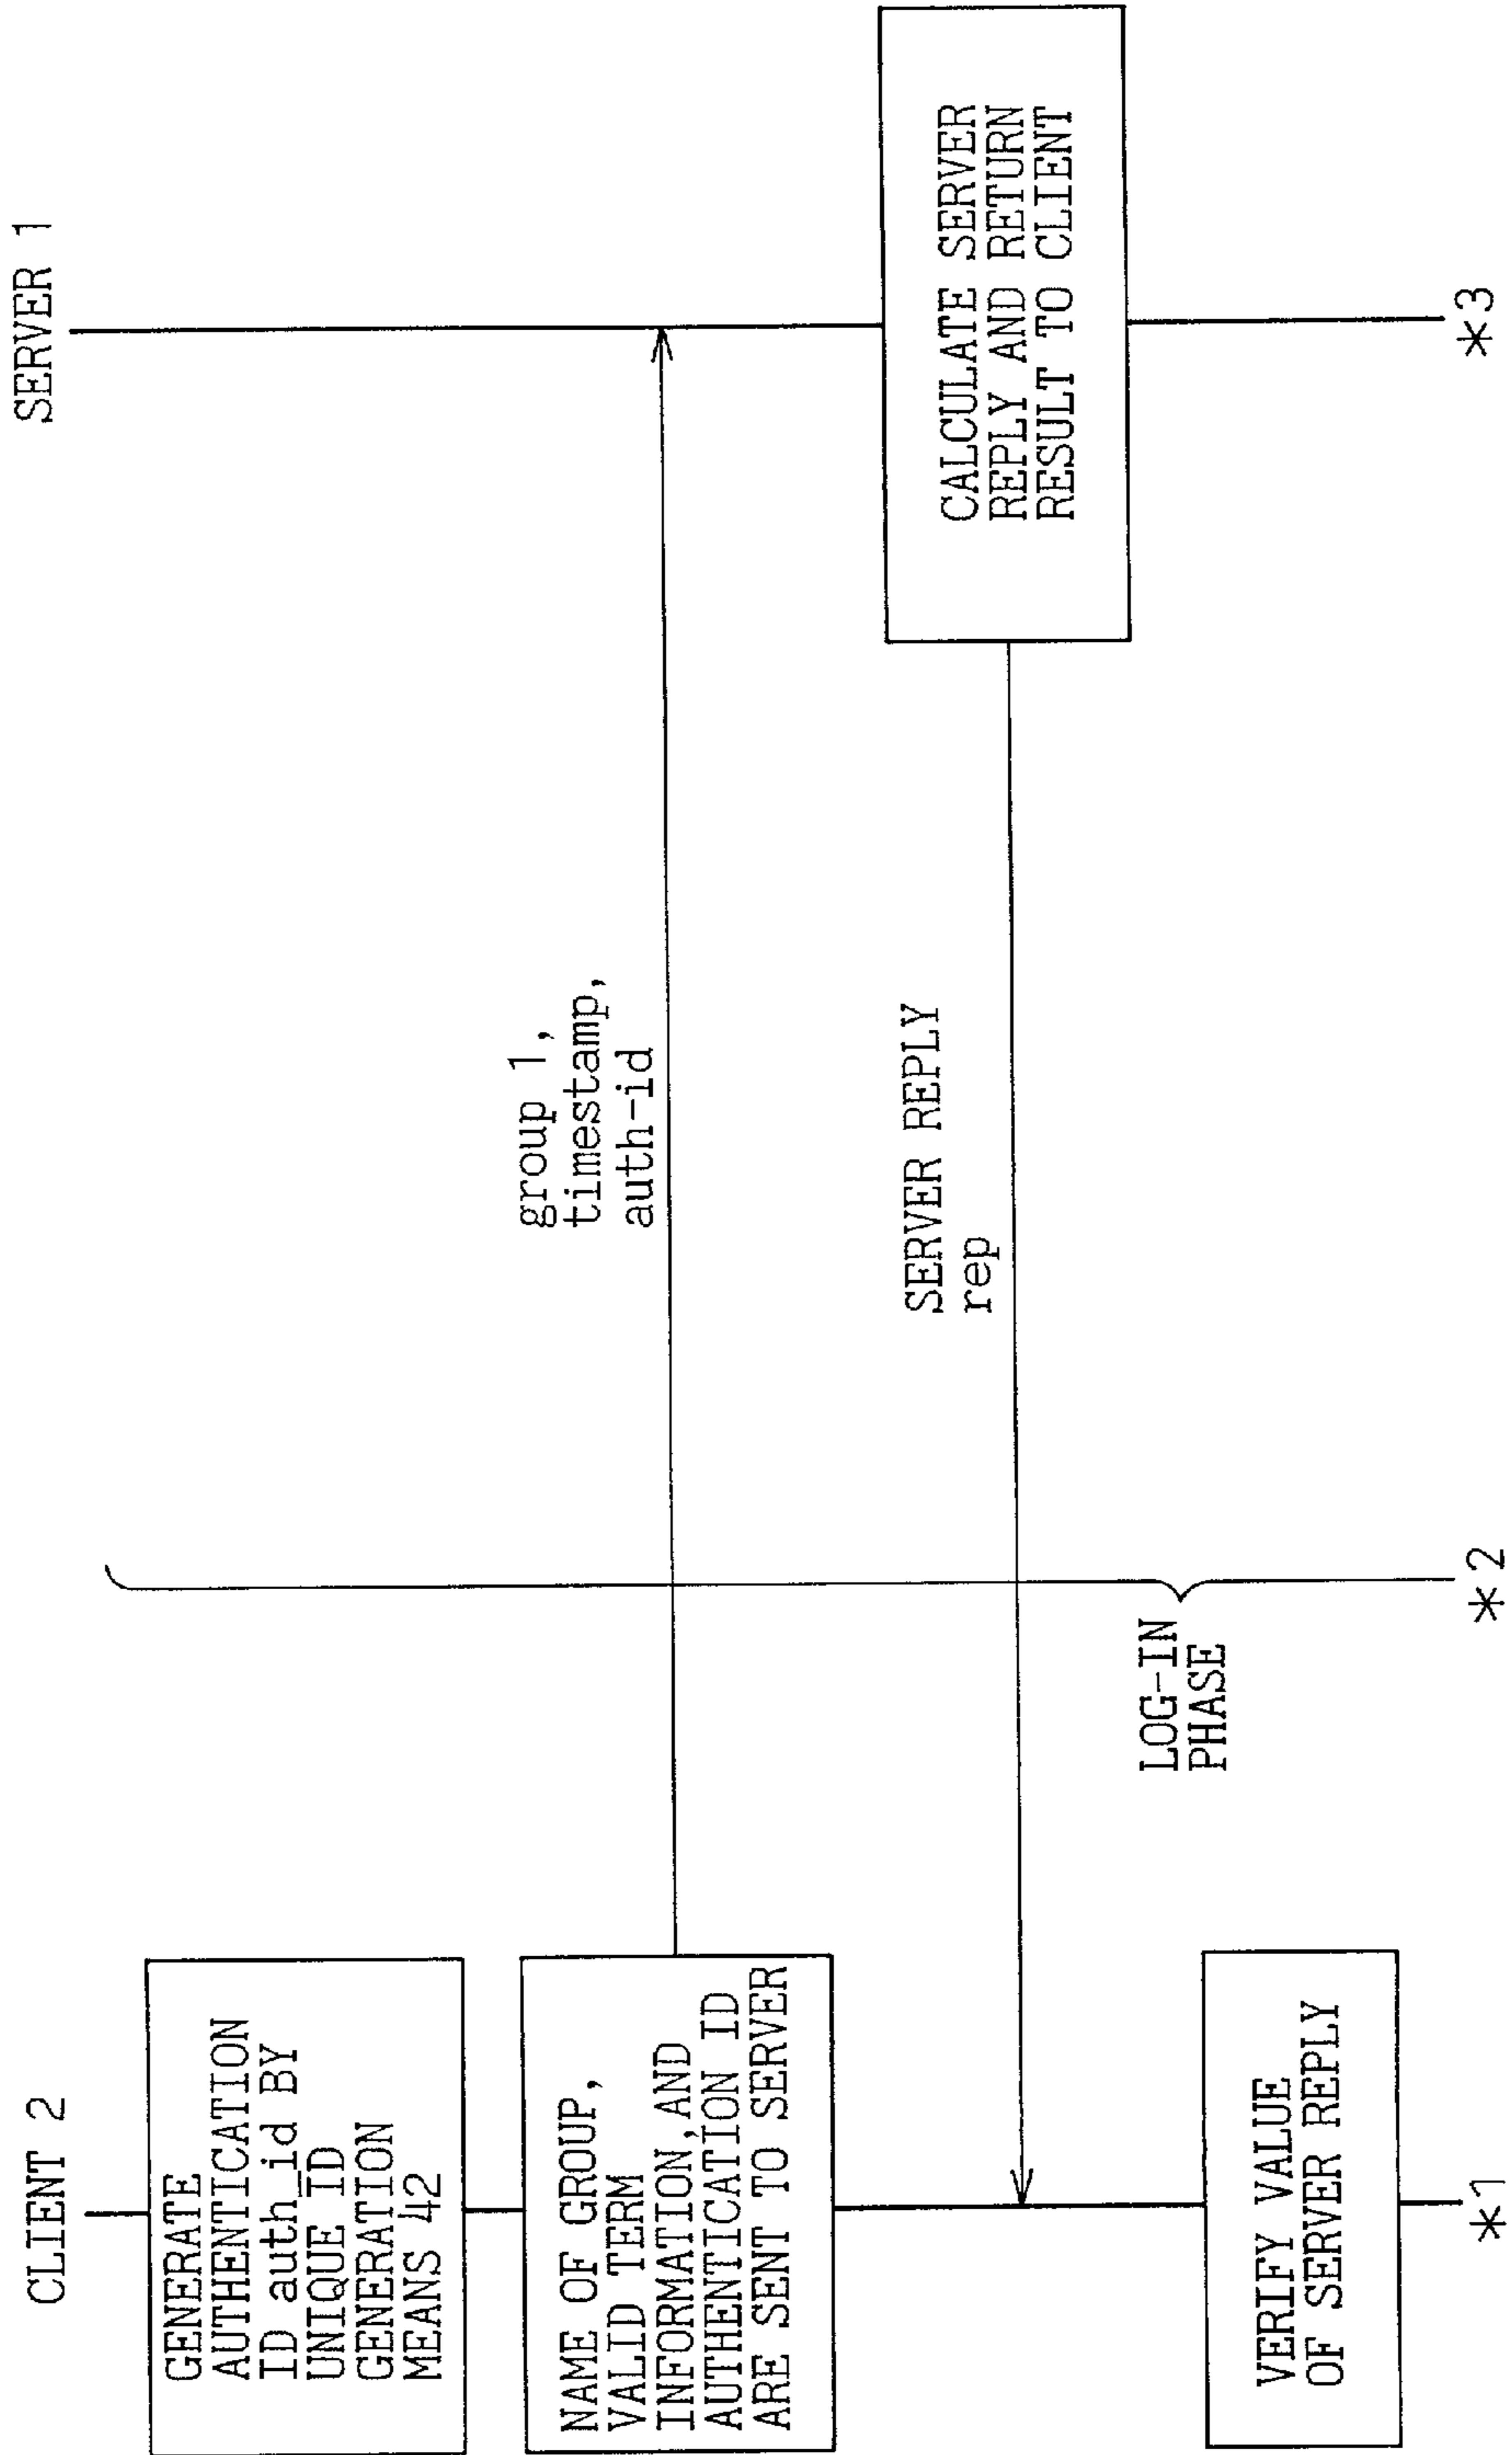 CLIENT 2
SERVER 1
GENERATE
AUTHENTICATION
ID auth_id BY
UNIQUE ID
GENERATION
MEANS 42
NAME OF GROUP,
VALID TERM
INFORMATION, AND
AUTHENTICATION ID
ARE SENT TO SERVER
group 1,
timestamp,
auth-id
CALCULATE SERVER
REPLY AND RETURN
RESULT TO CLIENT
SERVER REPLY
rep
LOG-IN
PHASE
VERIFY VALUE
OF SERVER REPLY
*1
*2
*3